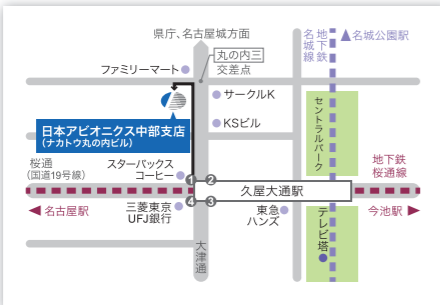 県庁、名古屋城方面
地下鉄
名城線
▲名城公園駅
丸の内三
交差点
ファミリーマート
サークルK
KSビル
セントラルパーク
日本アビオニクス中部支店
(ナカトウ丸の内ビル)
桜通
(国道19号線)
スターバックス
コーヒー
地下鉄
桜通線
1
2
久屋大通駅
4
3
◀名古屋駅
三菱東京
UFJ銀行
東急
ハンズ
テレビ塔
今池駅▶
大津通